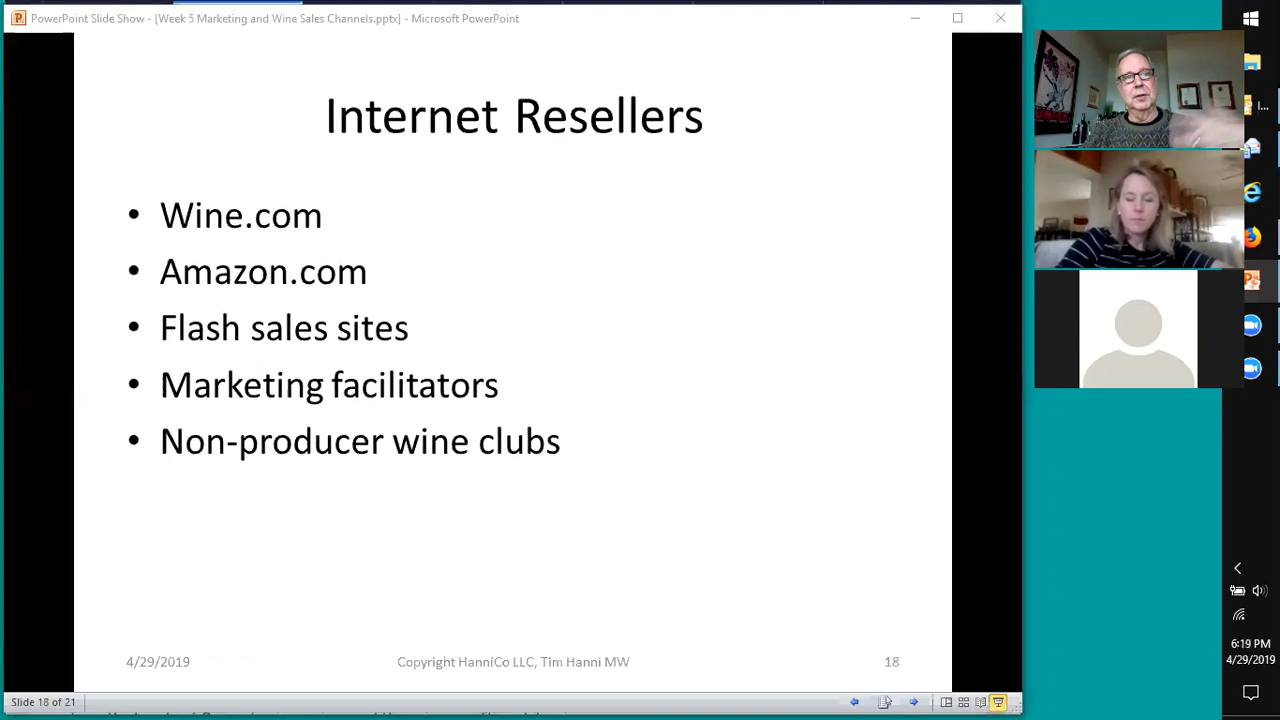 PowerPoint Slide Show - [Week 5 Marketing and Wine Sales Channels.pptx] - Microsoft PowerPoint
Internet Resellers
• Wine.com
• Amazon.com
• Flash sales sites
• Marketing facilitators
• Non-producer wine clubs
4/29/2019 Copyright HanniCo LLC, Tim Hanni MW 18
Slide 18 of 21
6:19 PM
4/29/2019